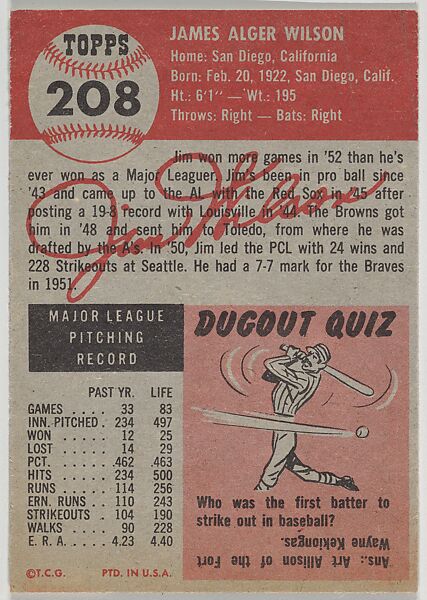 TOPPS
208
JAMES ALGER WILSON
Home: San Diego, California
Born: Feb. 20, 1922, San Diego, Calif.
Ht.: 6'1" — Wt.: 195
Throws: Right — Bats: Right
Jim won more games in '52 than he's
ever won as a Major Leaguer. Jim's been in pro ball since
'43 and came up to the AL with the Red Sox in '45 after
posting a 19-8 record with Louisville in '44. The Browns got
him in '48 and sent him to Toledo, from where he was
drafted by the A's. In '50, Jim led the PCL with 24 wins and
228 Strikeouts at Seattle. He had a 7-7 mark for the Braves
in 1951.
Jim Wilson
MAJOR LEAGUE
PITCHING
RECORD
PAST YR. LIFE
GAMES .... 33 83
INN. PITCHED . 234 497
WON .... 12 25
LOST .... 14 29
PCT. .... .462 .463
HITS .... 234 500
RUNS .... 114 256
ERN. RUNS .. 110 243
STRIKEOUTS . 104 190
WALKS ... 90 228
E. R. A. ... 4.23 4.40
©T.C.G. PTD. IN U.S.A.
DUGOUT QUIZ
Who was the first batter to
strike out in baseball?
Ans.: Art Allison of the Fort
Wayne Kekiongas.